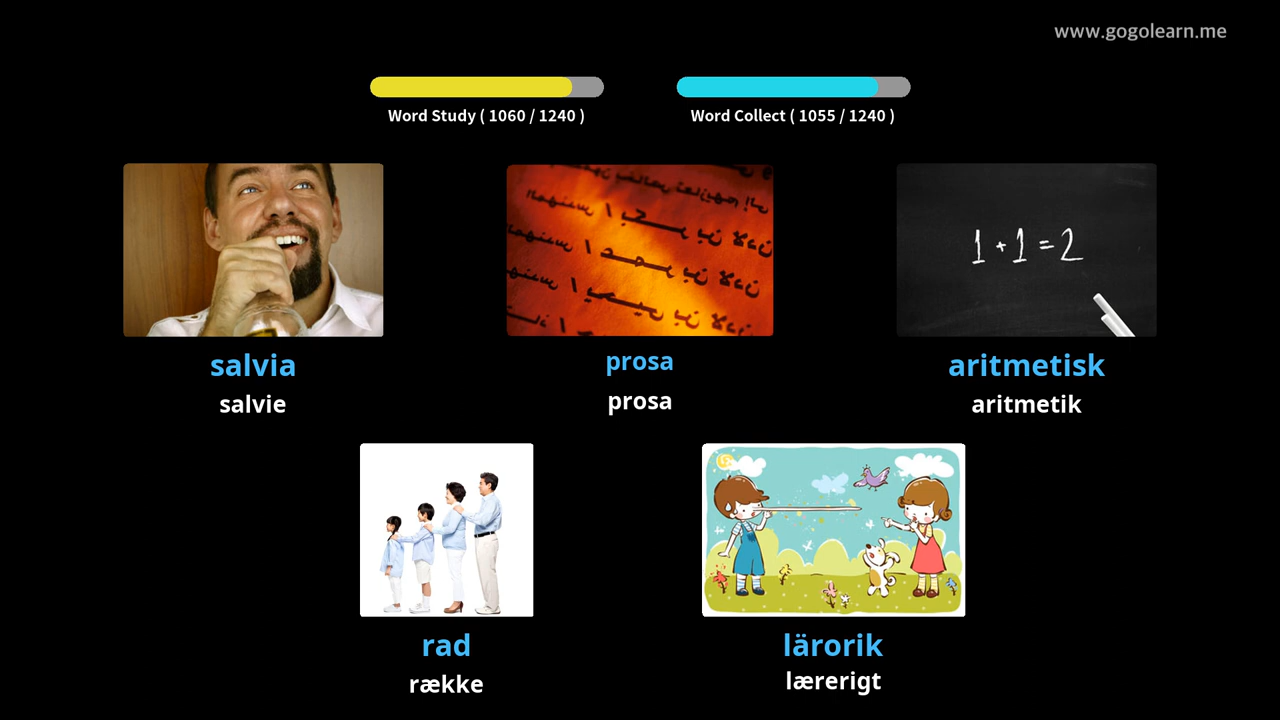 www.gogolearn.me
Word Study ( 1060 / 1240 )
Word Collect ( 1055 / 1240 )
1 + 1 = 2
salvia
salvie
prosa
prosa
aritmetisk
aritmetik
rad
række
lärorik
lærerigt